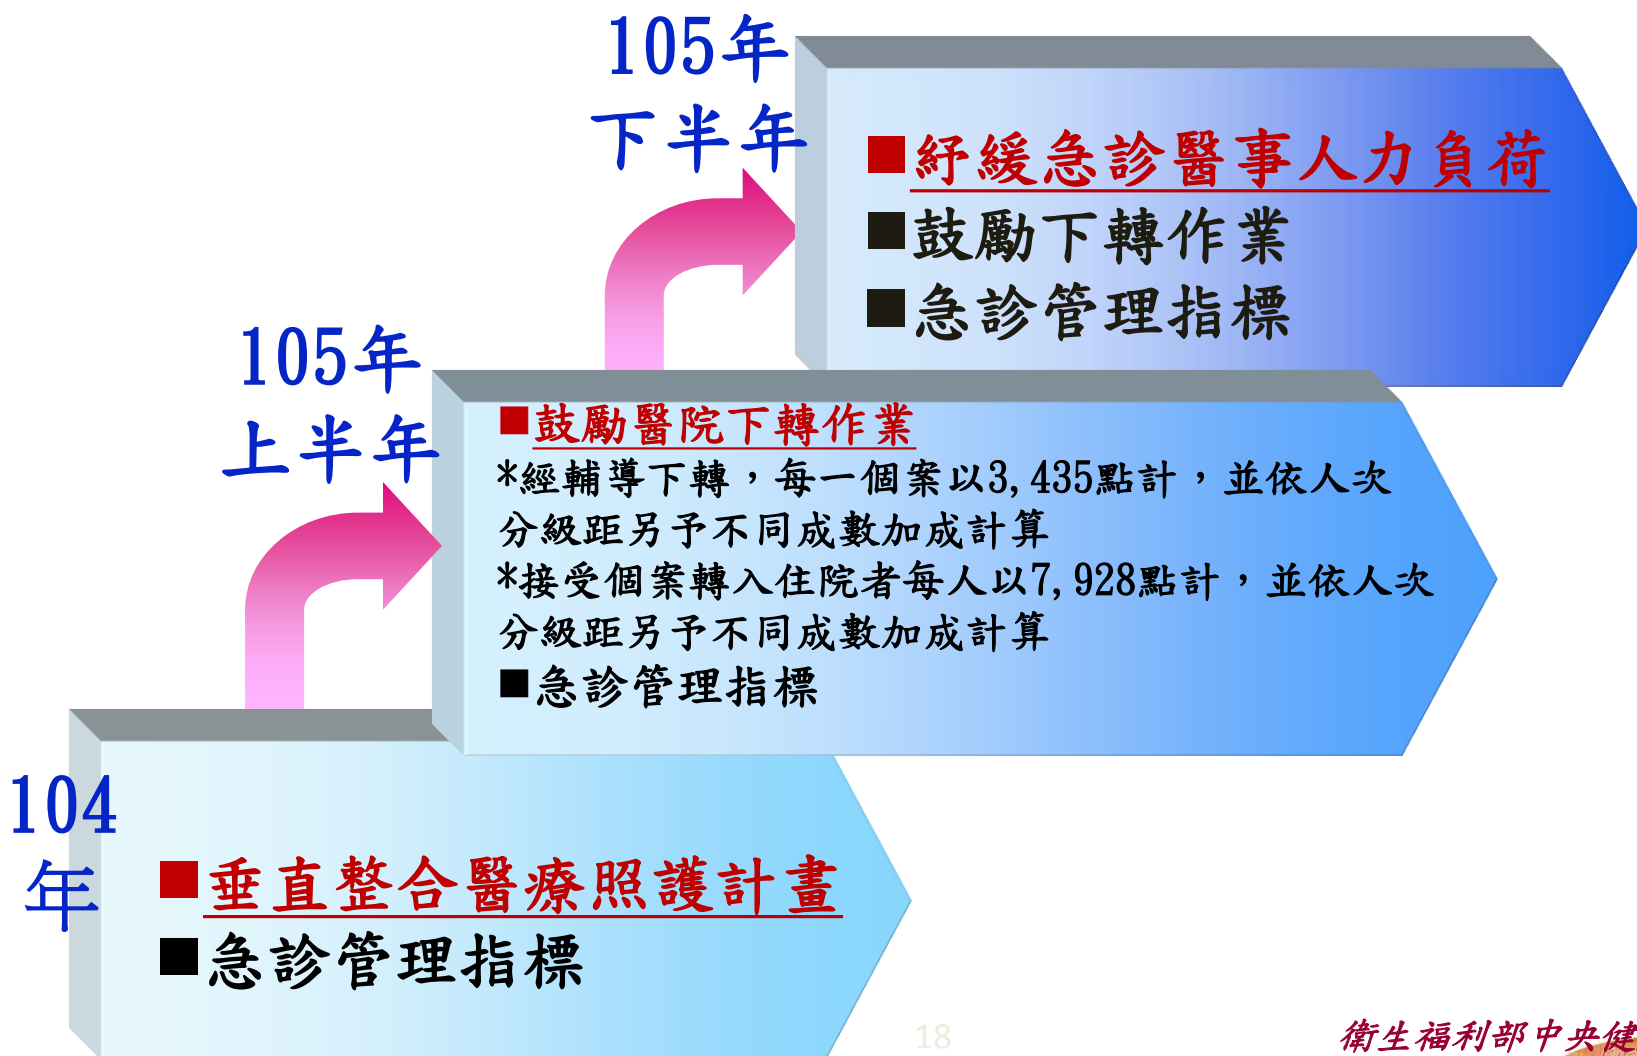 105年
下半年
■紓緩急診醫事人力負荷
■鼓勵下轉作業
■急診管理指標
105年
上半年
■鼓勵醫院下轉作業
*經輔導下轉，每一個案以3,435點計，並依人次
分級距另予不同成數加成計算
*接受個案轉入住院者每人以7,928點計，並依人次
分級距另予不同成數加成計算
■急診管理指標
104
年
■垂直整合醫療照護計畫
■急診管理指標
18
衛生福利部中央健